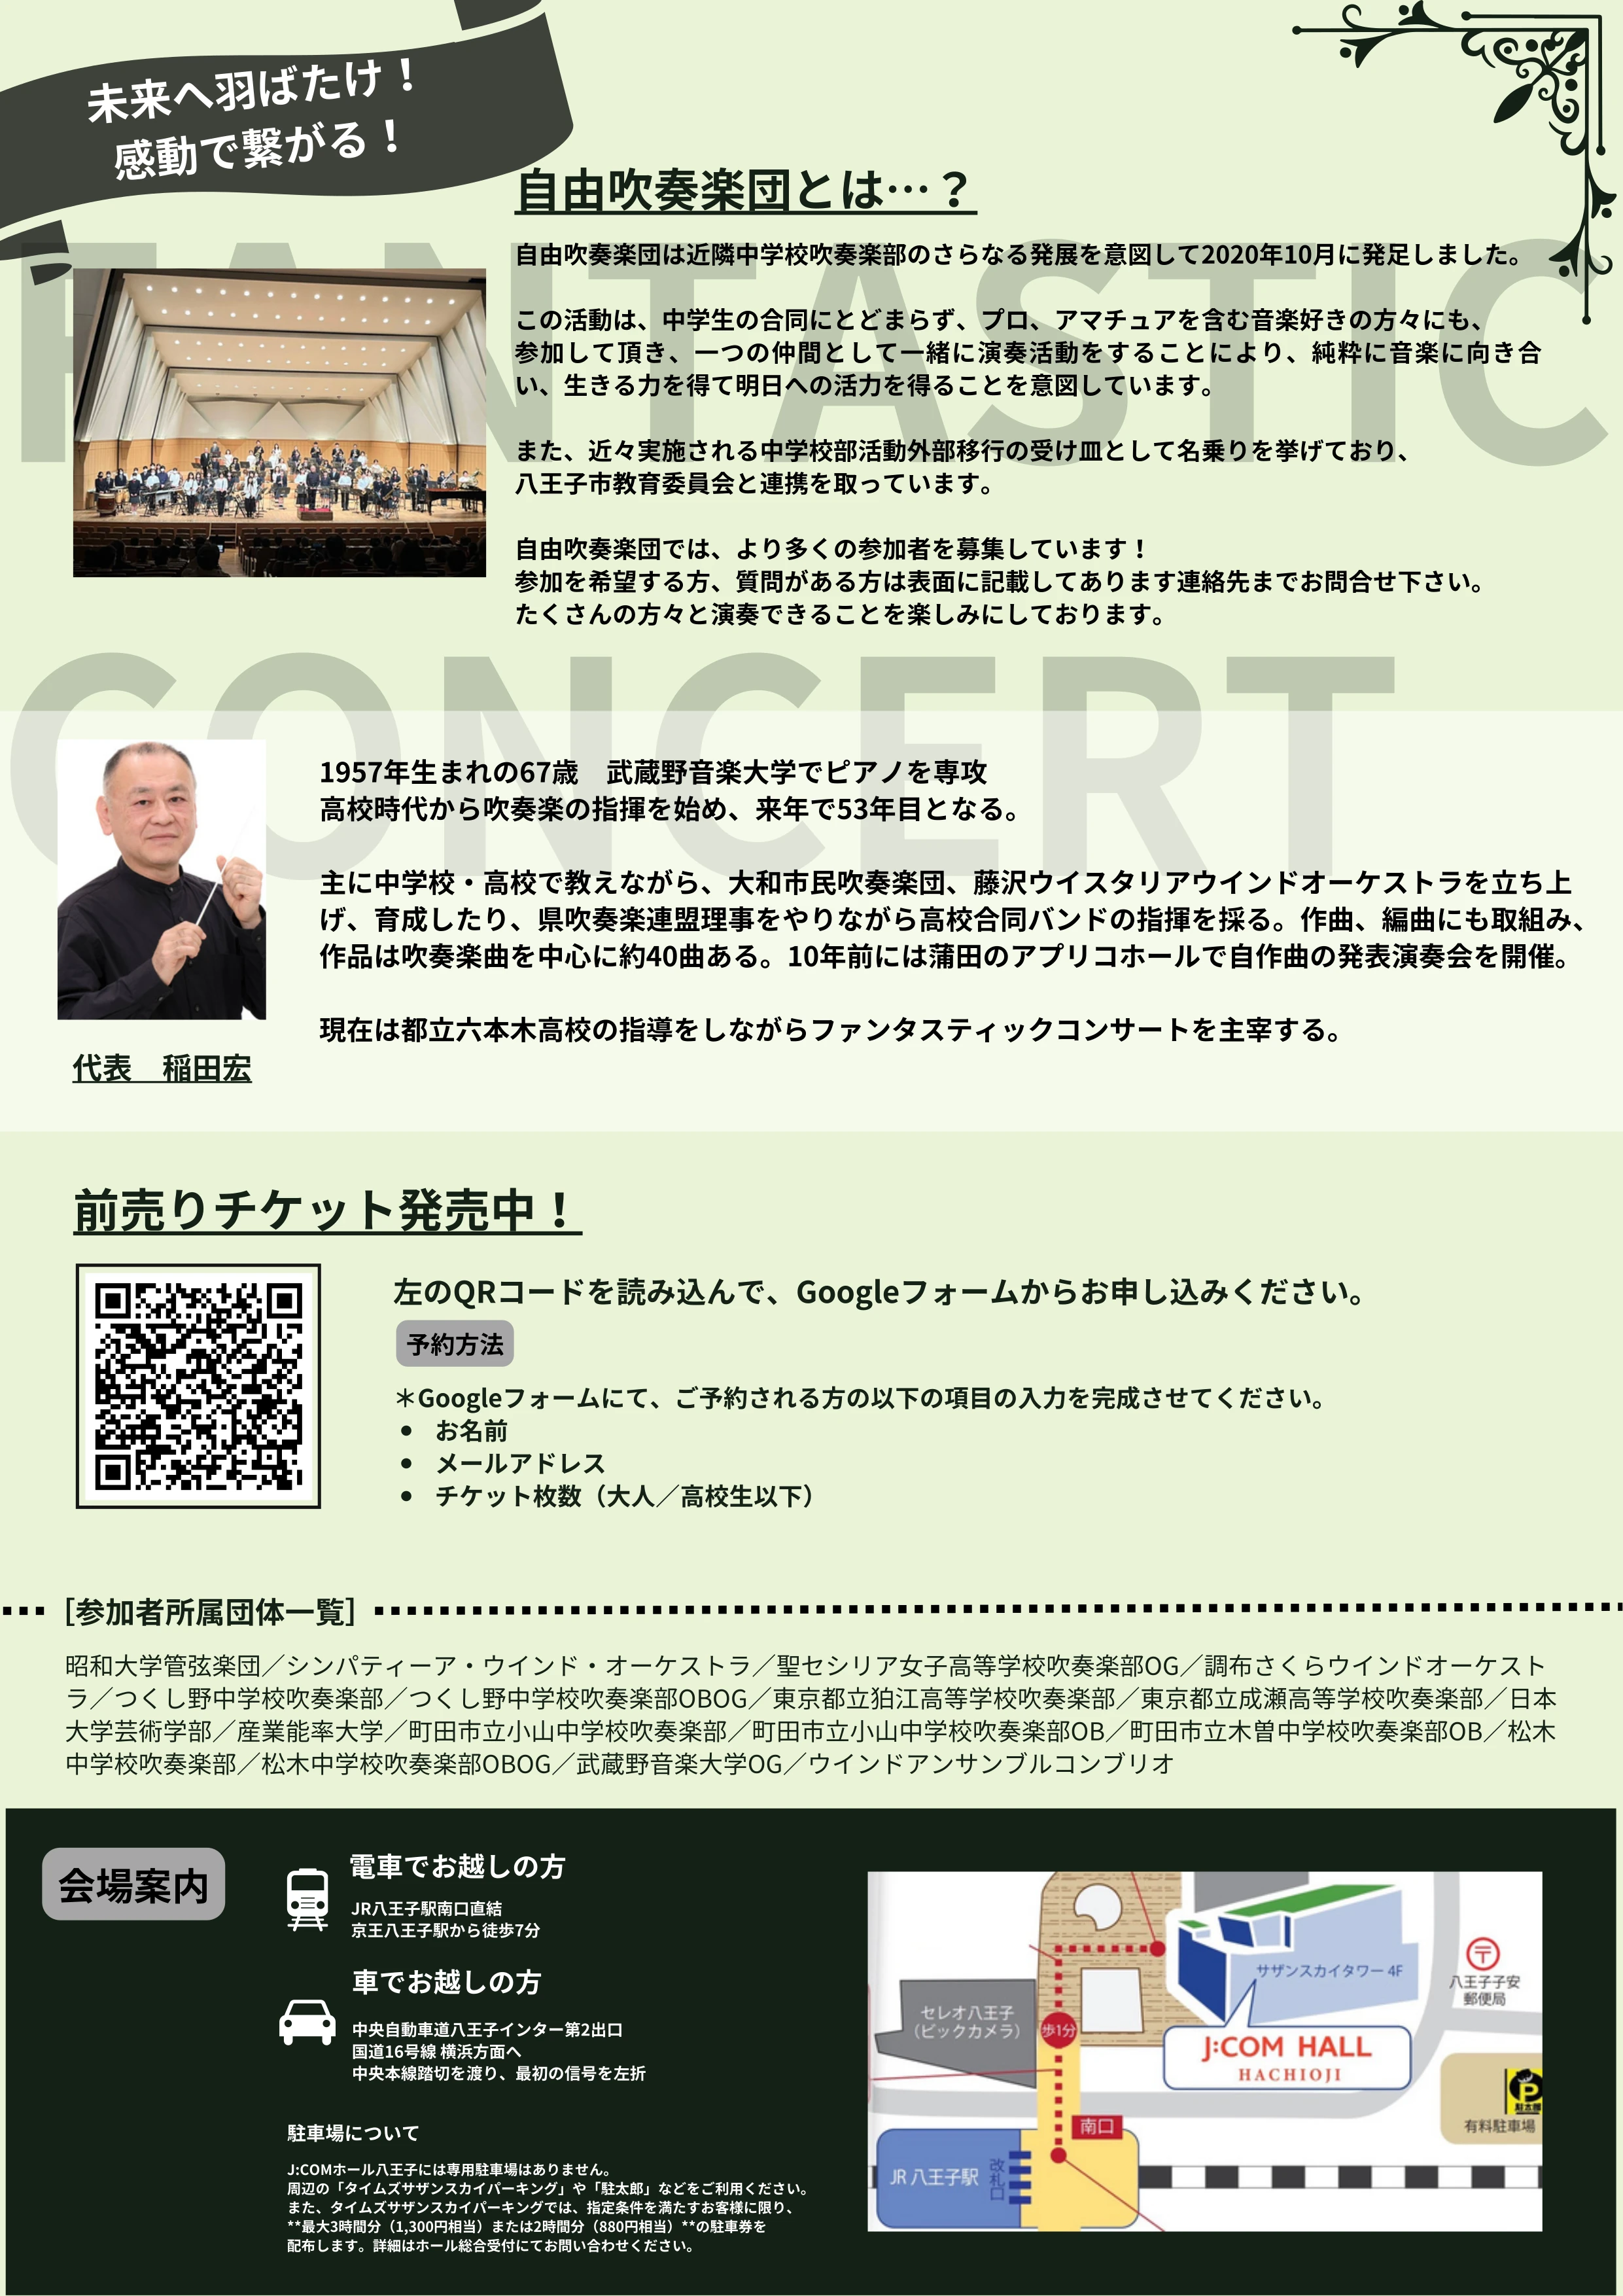 未来へ羽ばたけ！
感動で繋がる！
FANTASTIC
自由吹奏楽団とは…？
自由吹奏楽団は近隣中学校吹奏楽部のさらなる発展を意図して2020年10月に発足しました。
この活動は、中学生の合同にとどまらず、プロ、アマチュアを含む音楽好きの方々にも、
参加して頂き、一つの仲間として一緒に演奏活動をすることにより、純粋に音楽に向き合
い、生きる力を得て明日への活力を得ることを意図しています。
また、近々実施される中学校部活動外部移行の受け皿として名乗りを挙げており、
八王子市教育委員会と連携を取っています。
自由吹奏楽団では、より多くの参加者を募集しています！
参加を希望する方、質問がある方は表面に記載してあります連絡先までお問合せ下さい。
たくさんの方々と演奏できることを楽しみにしております。
CONCERT
1957年生まれの67歳　武蔵野音楽大学でピアノを専攻
高校時代から吹奏楽の指揮を始め、来年で53年目となる。
主に中学校・高校で教えながら、大和市民吹奏楽団、藤沢ウイスタリアウインドオーケストラを立ち上
げ、育成したり、県吹奏楽連盟理事をやりながら高校合同バンドの指揮を採る。作曲、編曲にも取組み、
作品は吹奏楽曲を中心に約40曲ある。10年前には蒲田のアプリコホールで自作曲の発表演奏会を開催。
現在は都立六本木高校の指導をしながらファンタスティックコンサートを主宰する。
代表　稲田宏
前売りチケット発売中！
左のQRコードを読み込んで、Googleフォームからお申し込みください。
予約方法
＊Googleフォームにて、ご予約される方の以下の項目の入力を完成させてください。
• お名前
• メールアドレス
• チケット枚数（大人／高校生以下）
［参加者所属団体一覧］
昭和大学管弦楽団／シンパティーア・ウインド・オーケストラ／聖セシリア女子高等学校吹奏楽部OG／調布さくらウインドオーケスト
ラ／つくし野中学校吹奏楽部／つくし野中学校吹奏楽部OBOG／東京都立狛江高等学校吹奏楽部／東京都立成瀬高等学校吹奏楽部／日本
大学芸術学部／産業能率大学／町田市立小山中学校吹奏楽部／町田市立小山中学校吹奏楽部OB／町田市立木曽中学校吹奏楽部OB／松木
中学校吹奏楽部／松木中学校吹奏楽部OBOG／武蔵野音楽大学OG／ウインドアンサンブルコンブリオ
会場案内
電車でお越しの方
JR八王子駅南口直結
京王八王子駅から徒歩7分
車でお越しの方
中央自動車道八王子インター第2出口
国道16号線 横浜方面へ
中央本線踏切を渡り、最初の信号を左折
駐車場について
J:COMホール八王子には専用駐車場はありません。
周辺の「タイムズサザンスカイパーキング」や「駐太郎」などをご利用ください。
また、タイムズサザンスカイパーキングでは、指定条件を満たすお客様に限り、
**最大3時間分（1,300円相当）または2時間分（880円相当）**の駐車券を
配布します。詳細はホール総合受付にてお問い合わせください。
サザンスカイタワー 4F
八王子子安
郵便局
セレオ八王子
（ビックカメラ）
歩1分
J:COM HALL
HACHIOJI
P
駐太郎
有料駐車場
南口
JR 八王子駅
改札口